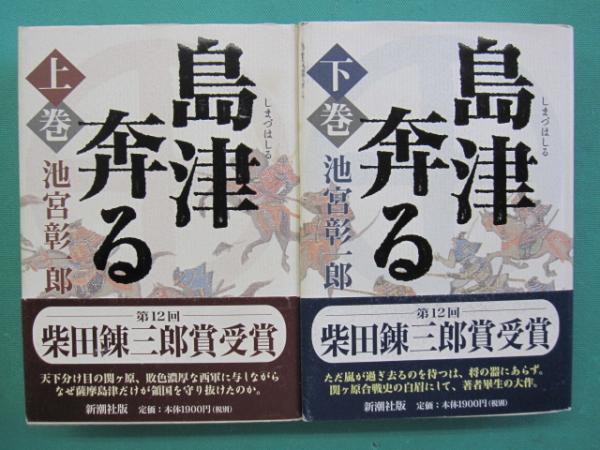 島津
奔る
しまづはしる
上巻
池宮彰一郎
第12回
柴田錬三郎賞受賞
天下分け目の関ヶ原、敗色濃厚な西軍に与しながら
なぜ薩摩島津だけが領国を守り抜けたのか。
新潮社版 定価：本体1900円(税別)
島津
奔る
しまづはしる
下巻
池宮彰一郎
第12回
柴田錬三郎賞受賞
ただ嵐が過ぎ去るのを待つは、将の器にあらず。
関ヶ原合戦史の白眉にして、著者畢生の大作。
新潮社版 定価：本体1900円(税別)